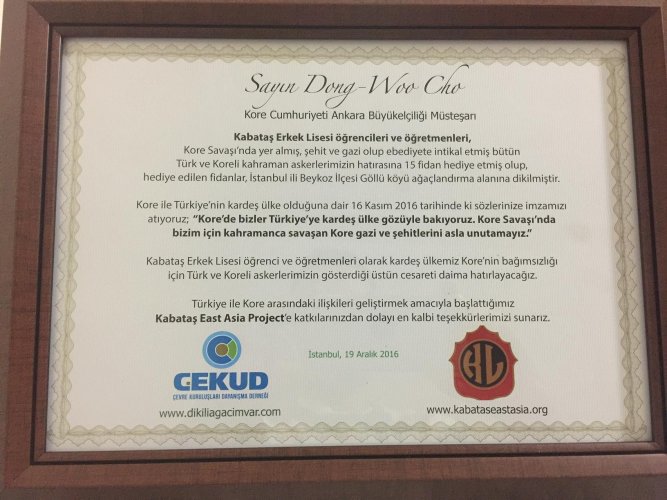 Sayın Dong-Woo Cho
Kore Cumhuriyeti Ankara Büyükelçiliği Müsteşarı
Kabataş Erkek Lisesi öğrencileri ve öğretmenleri,
Kore Savaşı'nda yer almış, şehit ve gazi olup ebediyete intikal etmiş bütün
Türk ve Koreli kahraman askerlerimizin hatırasına 15 fidan hediye etmiş olup,
hediye edilen fidanlar, İstanbul ili Beykoz İlçesi Göllü köyü ağaçlandırma alanına dikilmiştir.
Kore ile Türkiye'nin kardeş ülke olduğuna dair 16 Kasım 2016 tarihinde ki sözlerinize imzamızı
atıyoruz; "Kore'de bizler Türkiye'ye kardeş ülke gözüyle bakıyoruz. Kore Savaşı'nda
bizim için kahramanca savaşan Kore gazi ve şehitlerini asla unutamayız."
Kabataş Erkek Lisesi öğrenci ve öğretmenleri olarak kardeş ülkemiz Kore'nin bağımsızlığı
için Türk ve Koreli askerlerimizin gösterdiği üstün cesareti daima hatırlayacağız.
Türkiye ile Kore arasındaki ilişkileri geliştirmek amacıyla başlattığımız
Kabataş East Asia Project'e katkılarınızdan dolayı en kalbi teşekkürlerimizi sunarız.
İstanbul, 19 Aralık 2016
ÇEKUD
ÇEVRE KURULUŞLARI DAYANIŞMA DERNEĞİ
www.dikiliagacimvar.com
KL
www.kabataseastasia.org